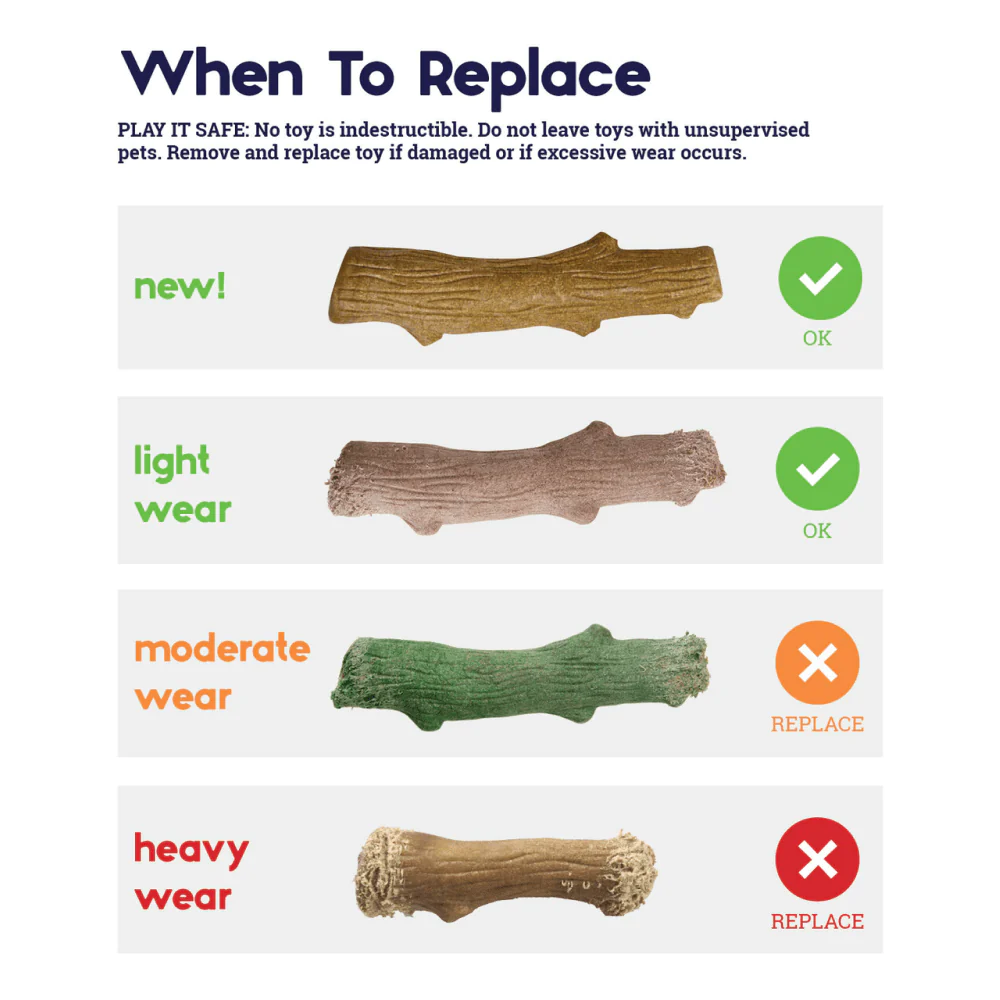 When To Replace
PLAY IT SAFE: No toy is indestructible. Do not leave toys with unsupervised
pets. Remove and replace toy if damaged or if excessive wear occurs.
new!
OK
light
wear
OK
moderate
wear
REPLACE
heavy
wear
REPLACE